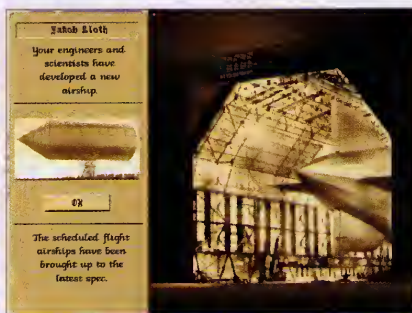 Jakob Kloth
Your engineers and
scientists have
developed a new
airship.
OK
The scheduled flight
airships have been
brought up to the
latest spec.